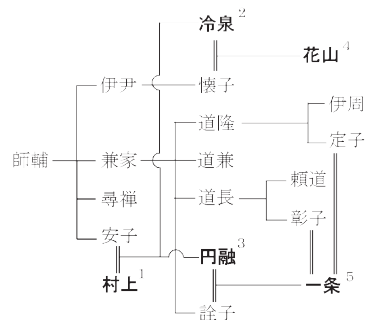 冷泉2
花山4
伊尹
懐子
伊周
道隆
定子
師輔
兼家
道兼
頼道
尋禅
道長
彰子
安子
円融3
村上1
詮子
一条5